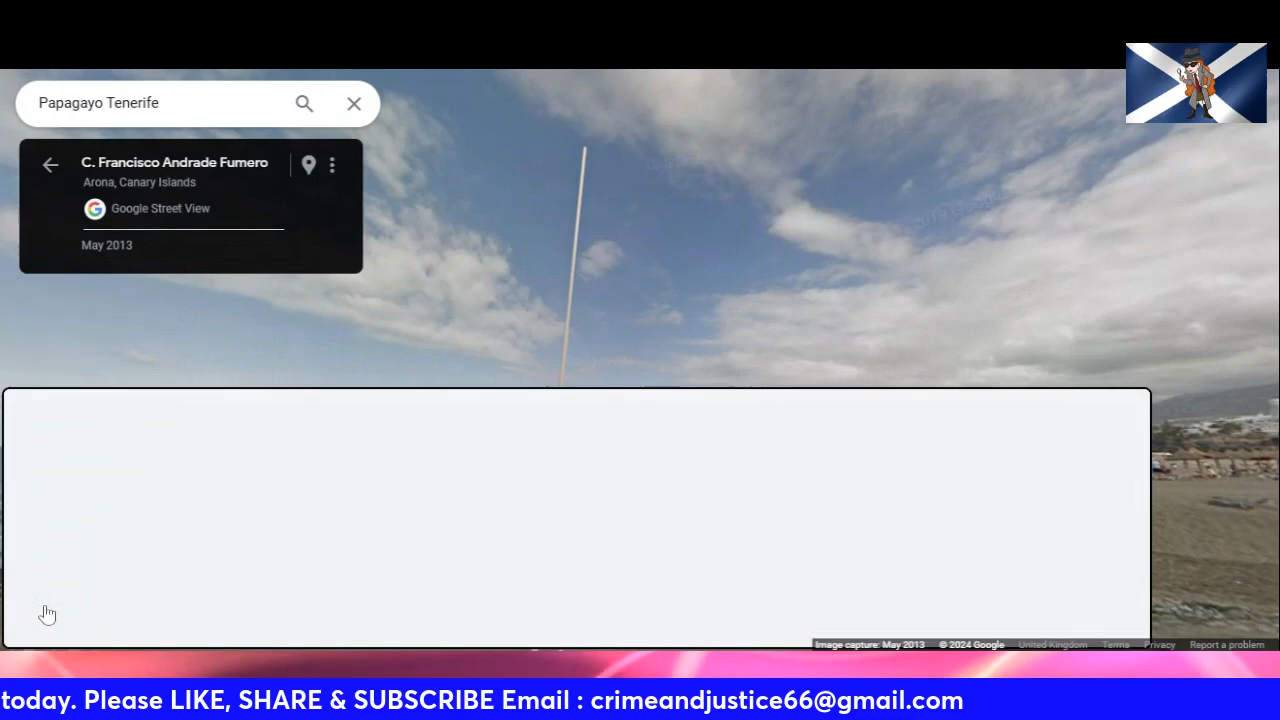 Papagayo Tenerife
C. Francisco Andrade Fumero
Arona, Canary Islands
Google Street View
May 2013
Image capture: May 2013 © 2024 Google United Kingdom Terms Privacy Report a problem
today. Please LIKE, SHARE & SUBSCRIBE Email : crimeandjustice66@gmail.com